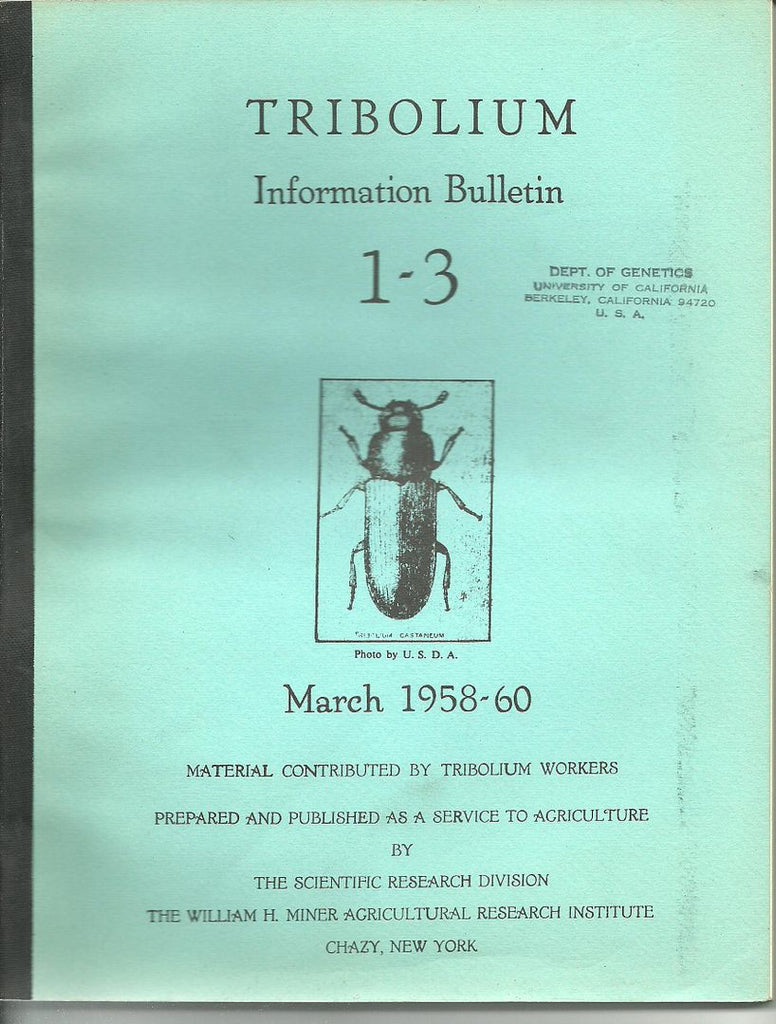 TRIBOLIUM
Information Bulletin
1-3
DEPT. OF GENETICS
UNIVERSITY OF CALIFORNIA
BERKELEY, CALIFORNIA 94720
U. S. A.
TRIBOLIUM CASTANEUM
Photo by U. S. D. A.
March 1958-60
MATERIAL CONTRIBUTED BY TRIBOLIUM WORKERS
PREPARED AND PUBLISHED AS A SERVICE TO AGRICULTURE
BY
THE SCIENTIFIC RESEARCH DIVISION
THE WILLIAM H. MINER AGRICULTURAL RESEARCH INSTITUTE
CHAZY, NEW YORK